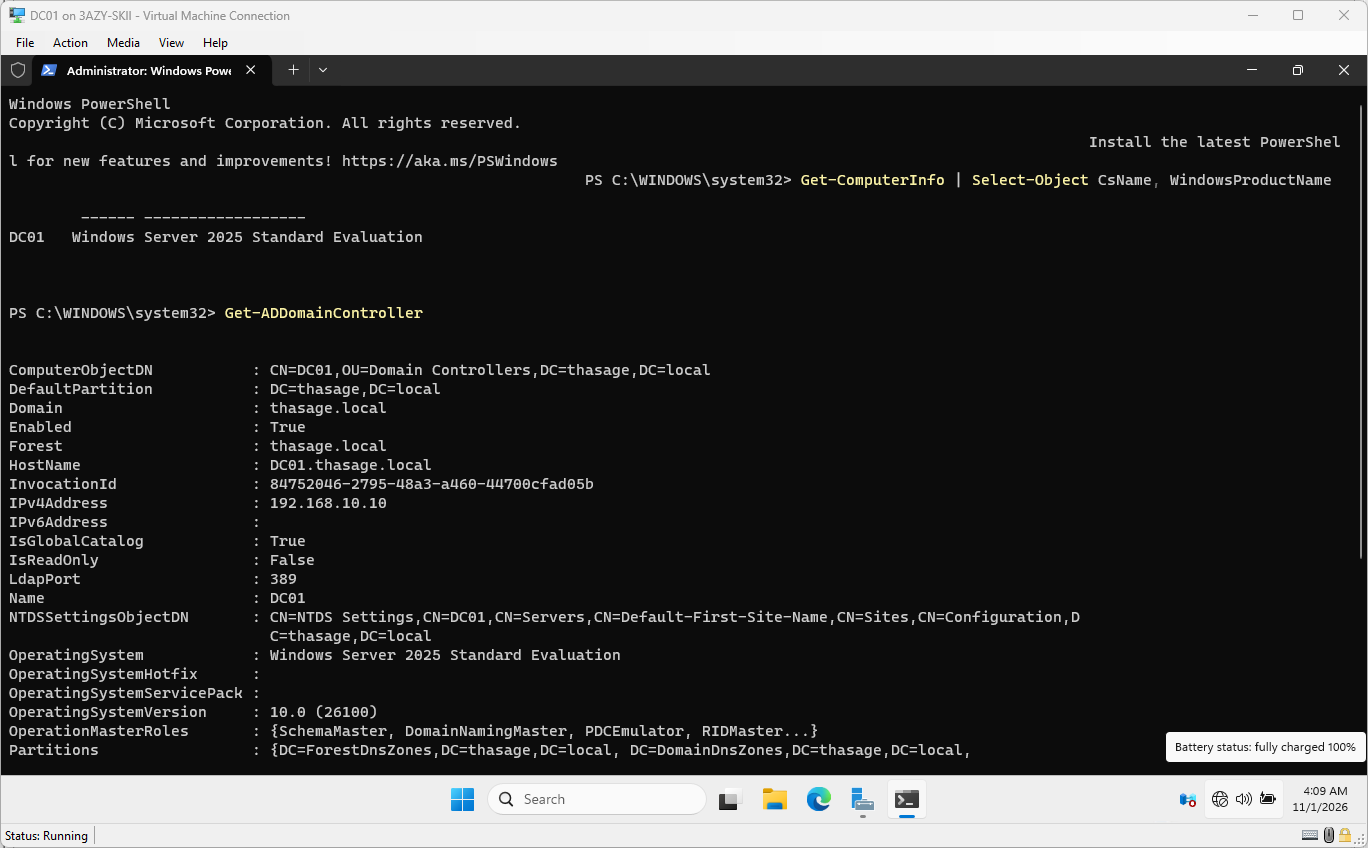 DC01 on 3AZY-SKII - Virtual Machine Connection
File Action Media View Help
Administrator: Windows Powe
Windows PowerShell
Copyright (C) Microsoft Corporation. All rights reserved.
Install the latest PowerShel
l for new features and improvements! https://aka.ms/PSWindows
PS C:\WINDOWS\system32> Get-ComputerInfo | Select-Object CsName, WindowsProductName
------ ------------------
DC01 Windows Server 2025 Standard Evaluation
PS C:\WINDOWS\system32> Get-ADDomainController
ComputerObjectDN : CN=DC01,OU=Domain Controllers,DC=thasage,DC=local
DefaultPartition : DC=thasage,DC=local
Domain : thasage.local
Enabled : True
Forest : thasage.local
HostName : DC01.thasage.local
InvocationId : 84752046-2795-48a3-a460-44700cfad05b
IPv4Address : 192.168.10.10
IPv6Address :
IsGlobalCatalog : True
IsReadOnly : False
LdapPort : 389
Name : DC01
NTDSSettingsObjectDN : CN=NTDS Settings,CN=DC01,CN=Servers,CN=Default-First-Site-Name,CN=Sites,CN=Configuration,D
C=thasage,DC=local
OperatingSystem : Windows Server 2025 Standard Evaluation
OperatingSystemHotfix :
OperatingSystemServicePack :
OperatingSystemVersion : 10.0 (26100)
OperationMasterRoles : {SchemaMaster, DomainNamingMaster, PDCEmulator, RIDMaster...}
Partitions : {DC=ForestDnsZones,DC=thasage,DC=local, DC=DomainDnsZones,DC=thasage,DC=local,
Battery status: fully charged 100%
Search
4:09 AM
11/1/2026
Status: Running